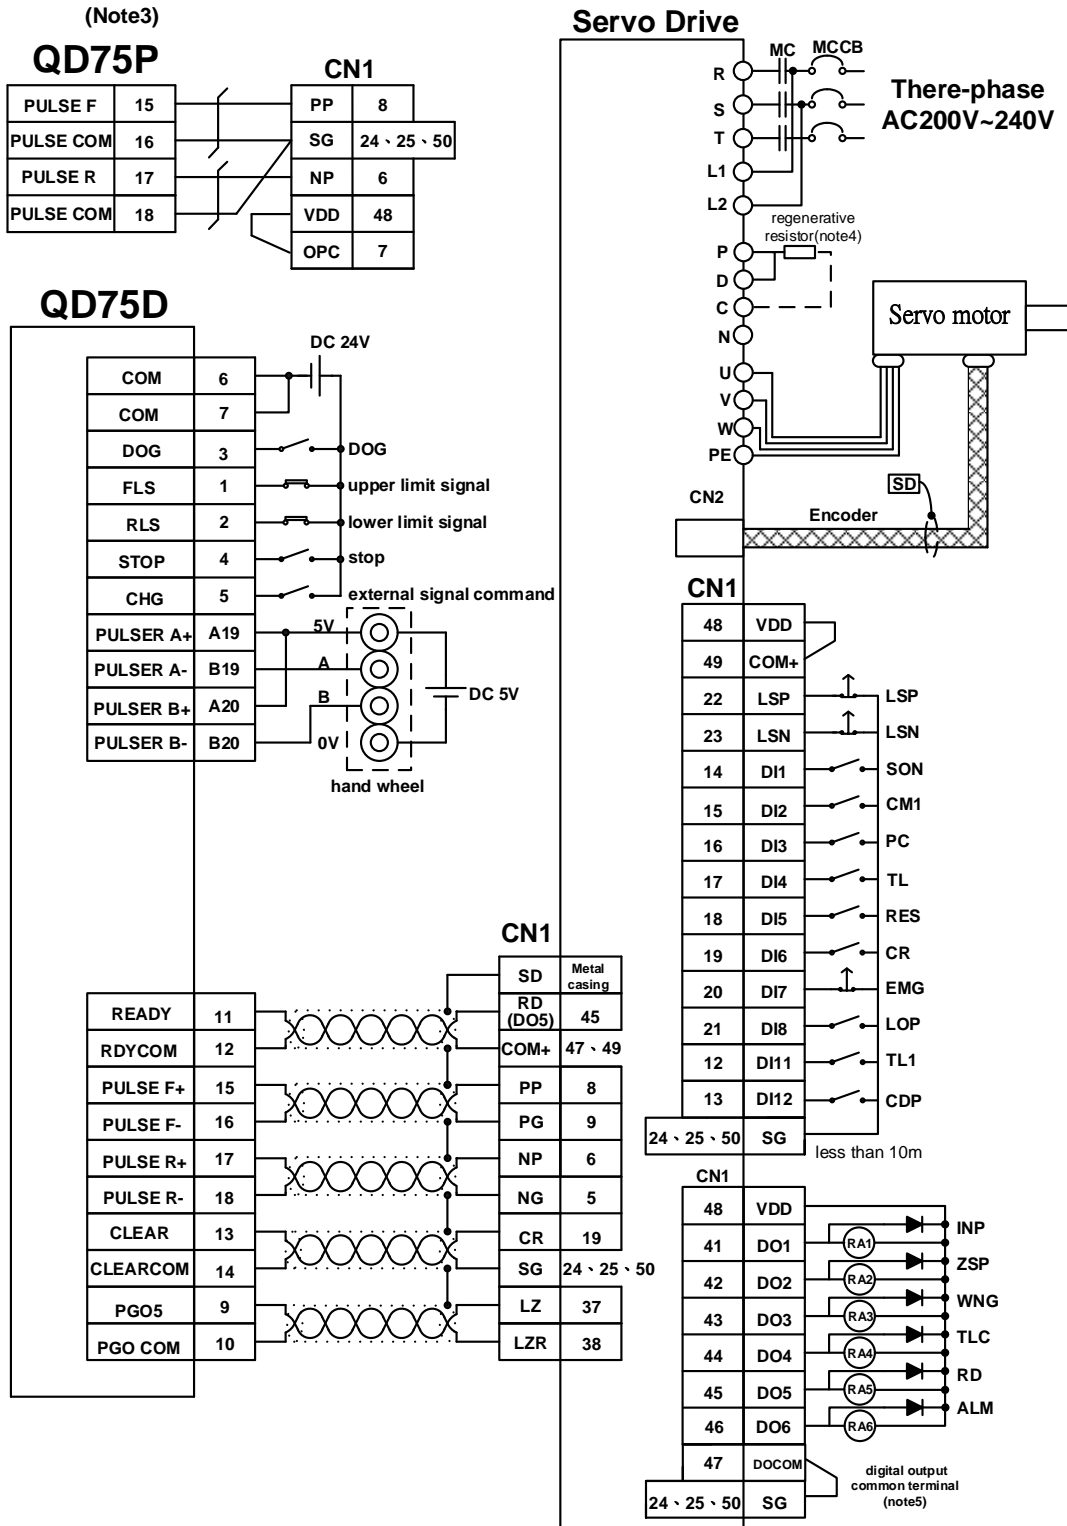 (Note3)
QD75P
CN1
PULSE F 15 PP 8
PULSE COM 16 SG 24、25、50
PULSE R 17 NP 6
PULSE COM 18 VDD 48
OPC 7
Servo Drive
MC MCCB
R
S
T
L1
L2
There-phase
AC200V~240V
regenerative
resistor(note4)
P
D
C
N
U
V
W
PE
Servo motor
SD
CN2
Encoder
QD75D
DC 24V
COM 6
COM 7
DOG 3 DOG
FLS 1 upper limit signal
RLS 2 lower limit signal
STOP 4 stop
CHG 5 external signal command
PULSER A+ A19 5V
PULSER A- B19 A
PULSER B+ A20 B
PULSER B- B20 0V
DC 5V
hand wheel
CN1
48 VDD
49 COM+
22 LSP LSP
23 LSN LSN
14 DI1 SON
15 DI2 CM1
16 DI3 PC
17 DI4 TL
18 DI5 RES
19 DI6 CR
20 DI7 EMG
21 DI8 LOP
12 DI11 TL1
13 DI12 CDP
24、25、50 SG
less than 10m
CN1
SD Metal casing
READY 11 RD (DO5) 45
RDYCOM 12 COM+ 47、49
PULSE F+ 15 PP 8
PULSE F- 16 PG 9
PULSE R+ 17 NP 6
PULSE R- 18 NG 5
CLEAR 13 CR 19
CLEARCOM 14 SG 24、25、50
PGO5 9 LZ 37
PGO COM 10 LZR 38
CN1
48 VDD
41 DO1 RA1 INP
42 DO2 RA2 ZSP
43 DO3 RA3 WNG
44 DO4 RA4 TLC
45 DO5 RA5 RD
46 DO6 RA6 ALM
47 DOCOM
24、25、50 SG
digital output
common terminal
(note5)